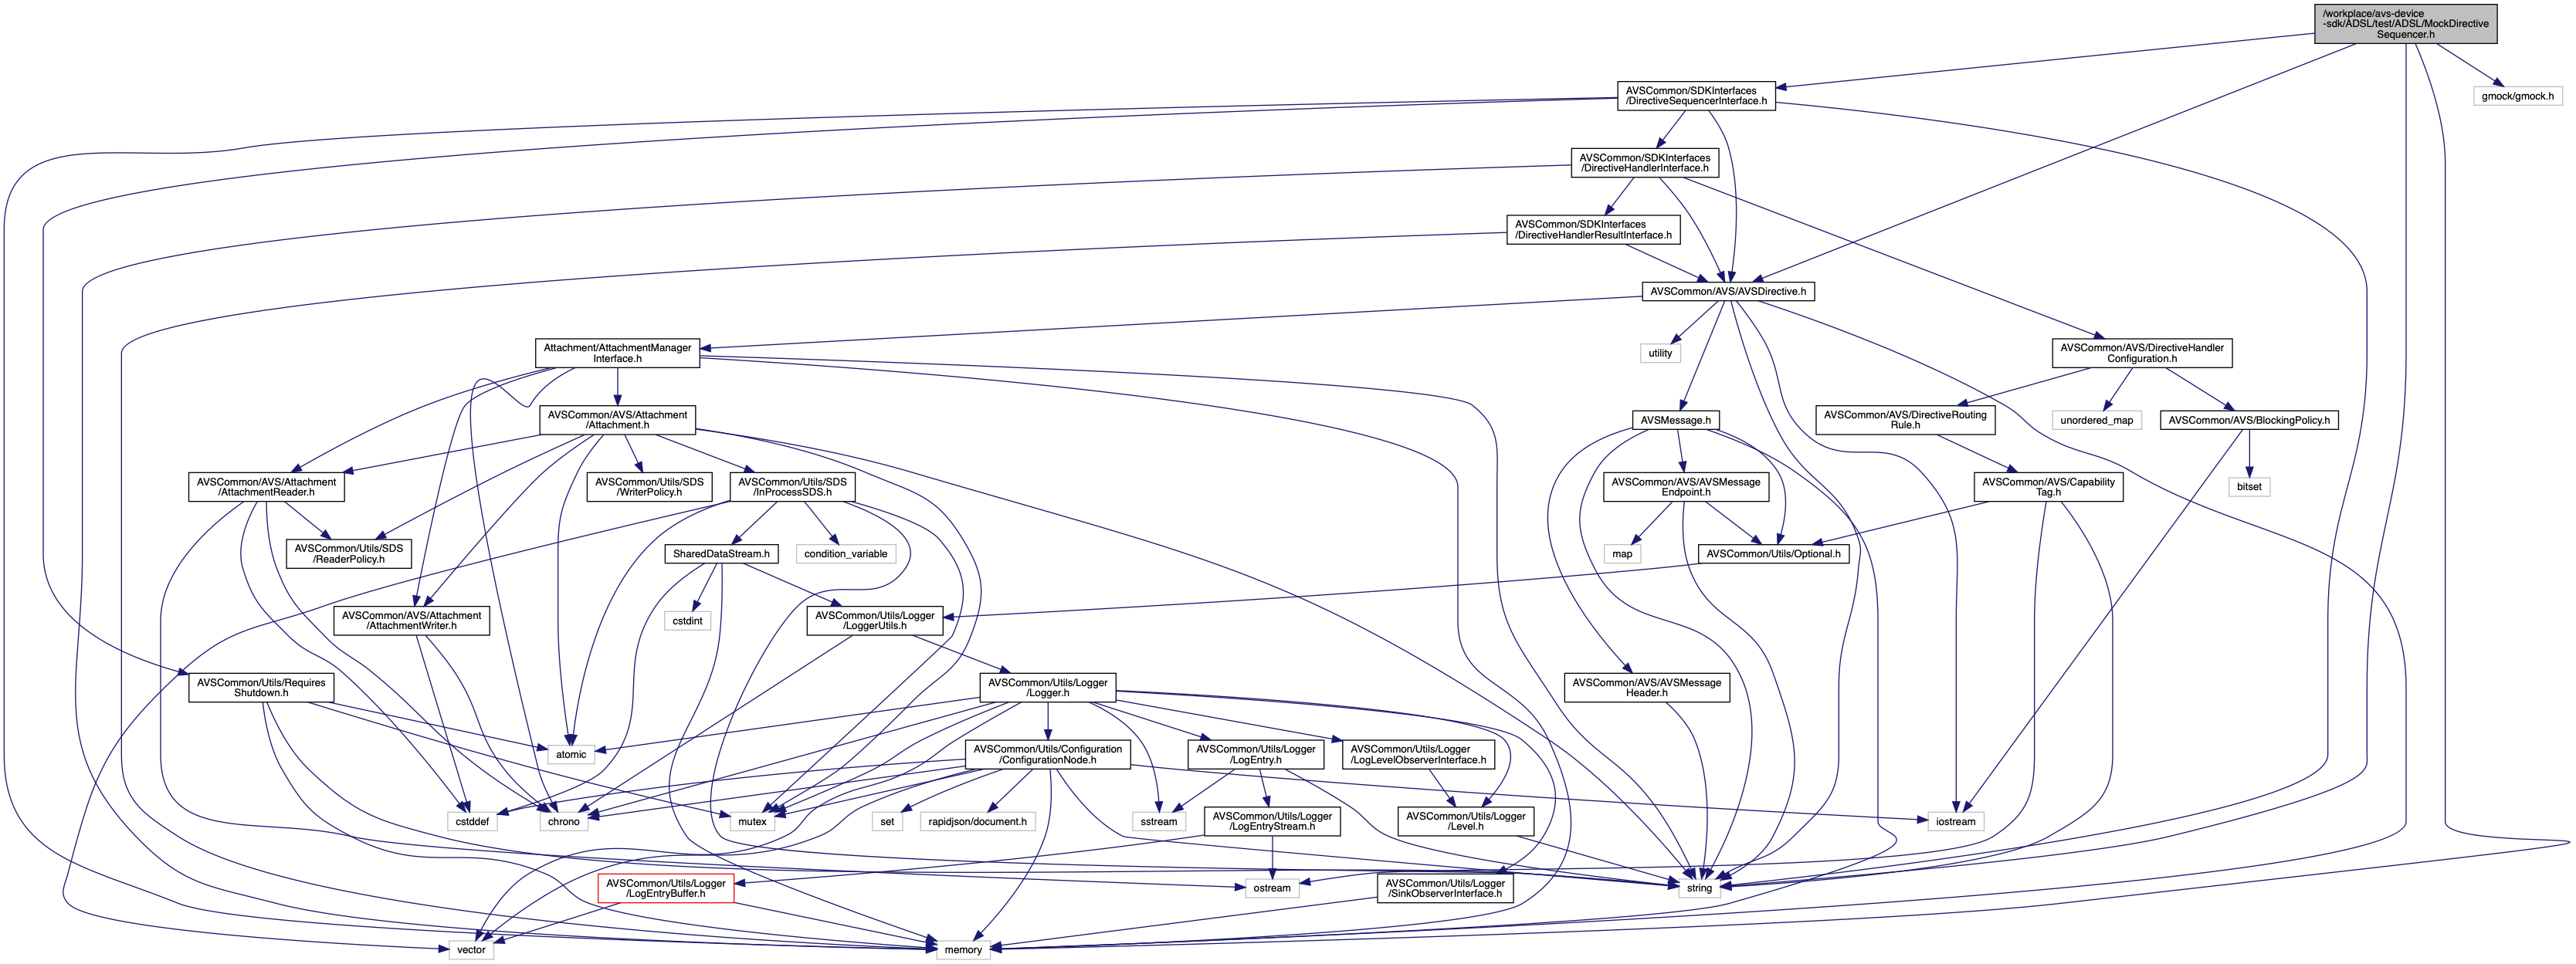 /workplace/avs-device
-sdk/ADSL/test/ADSL/MockDirective
Sequencer.h
AVSCommon/SDKInterfaces
/DirectiveSequencerInterface.h
gmock/gmock.h
AVSCommon/SDKInterfaces
/DirectiveHandlerInterface.h
AVSCommon/SDKInterfaces
/DirectiveHandlerResultInterface.h
AVSCommon/AVS/AVSDirective.h
Attachment/AttachmentManager
Interface.h
utility
AVSCommon/AVS/DirectiveHandler
Configuration.h
AVSCommon/AVS/Attachment
/Attachment.h
AVSMessage.h
AVSCommon/AVS/DirectiveRouting
Rule.h
unordered_map
AVSCommon/AVS/BlockingPolicy.h
AVSCommon/AVS/Attachment
/AttachmentReader.h
AVSCommon/Utils/SDS
/WriterPolicy.h
AVSCommon/Utils/SDS
/InProcessSDS.h
AVSCommon/AVS/AVSMessage
Endpoint.h
AVSCommon/AVS/Capability
Tag.h
bitset
AVSCommon/Utils/SDS
/ReaderPolicy.h
SharedDataStream.h
condition_variable
map
AVSCommon/Utils/Optional.h
AVSCommon/AVS/Attachment
/AttachmentWriter.h
cstdint
AVSCommon/Utils/Logger
/LoggerUtils.h
AVSCommon/Utils/Requires
Shutdown.h
AVSCommon/Utils/Logger
/Logger.h
AVSCommon/AVS/AVSMessage
Header.h
atomic
AVSCommon/Utils/Configuration
/ConfigurationNode.h
AVSCommon/Utils/Logger
/LogEntry.h
AVSCommon/Utils/Logger
/LogLevelObserverInterface.h
cstddef
chrono
mutex
set
rapidjson/document.h
sstream
AVSCommon/Utils/Logger
/LogEntryStream.h
AVSCommon/Utils/Logger
/Level.h
iostream
AVSCommon/Utils/Logger
/LogEntryBuffer.h
ostream
AVSCommon/Utils/Logger
/SinkObserverInterface.h
string
vector
memory